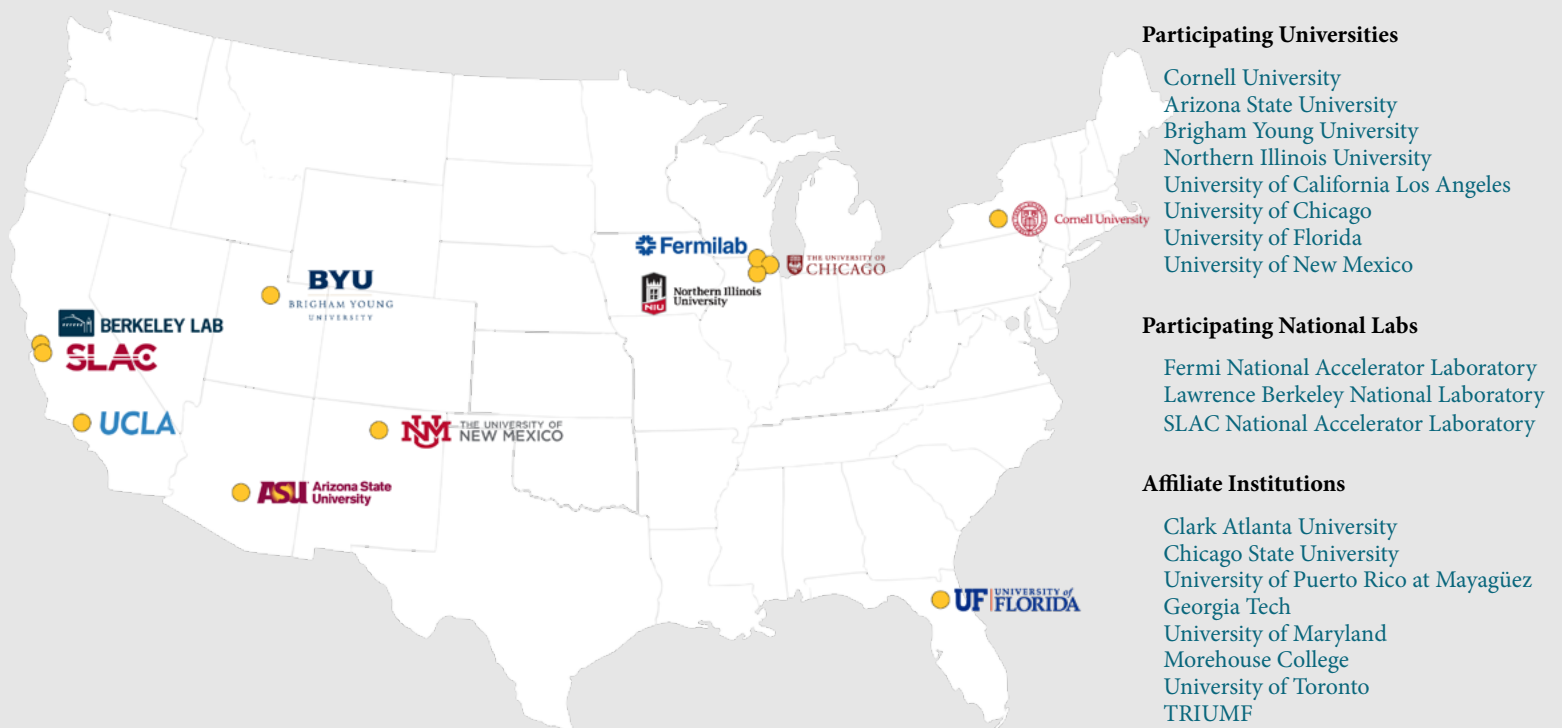 Participating Universities
Cornell University
Arizona State University
Brigham Young University
Northern Illinois University
University of California Los Angeles
University of Chicago
University of Florida
University of New Mexico
Participating National Labs
Fermi National Accelerator Laboratory
Lawrence Berkeley National Laboratory
SLAC National Accelerator Laboratory
Affiliate Institutions
Clark Atlanta University
Chicago State University
University of Puerto Rico at Mayagüez
Georgia Tech
University of Maryland
Morehouse College
University of Toronto
TRIUMF
Cornell University
Fermilab
THE UNIVERSITY OF
CHICAGO
NIU
Northern Illinois
University
BYU
BRIGHAM YOUNG
UNIVERSITY
BERKELEY LAB
SLAC
UCLA
NM
THE UNIVERSITY OF
NEW MEXICO
ASU
Arizona State
University
UF
UNIVERSITY of
FLORIDA